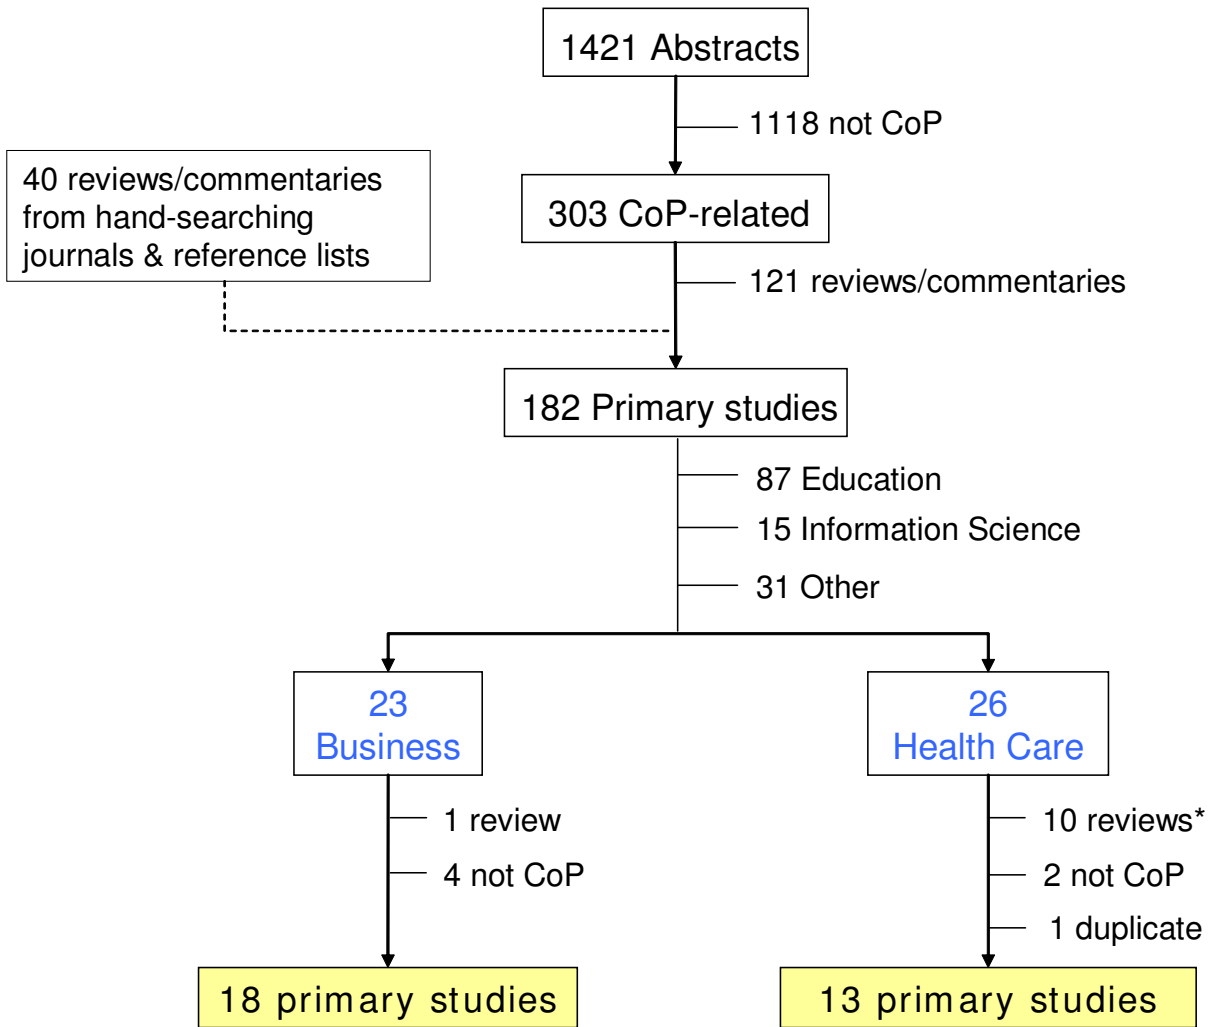 1421 Abstracts
1118 not CoP
40 reviews/commentaries
from hand-searching
journals & reference lists
303 CoP-related
121 reviews/commentaries
182 Primary studies
87 Education
15 Information Science
31 Other
23
Business
26
Health Care
1 review
4 not CoP
10 reviews*
2 not CoP
1 duplicate
18 primary studies
13 primary studies